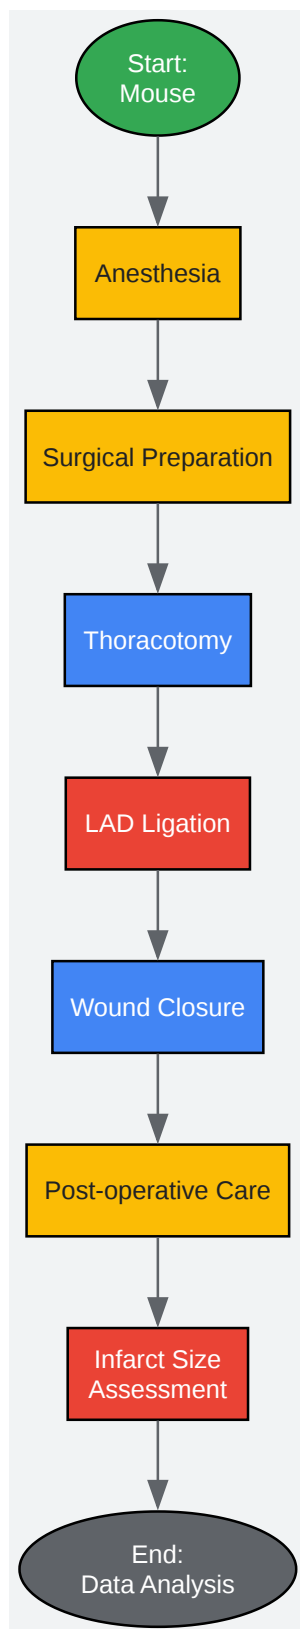 Start:
Mouse
Anesthesia
Surgical Preparation
Thoracotomy
LAD Ligation
Wound Closure
Post-operative Care
Infarct Size
Assessment
End:
Data Analysis